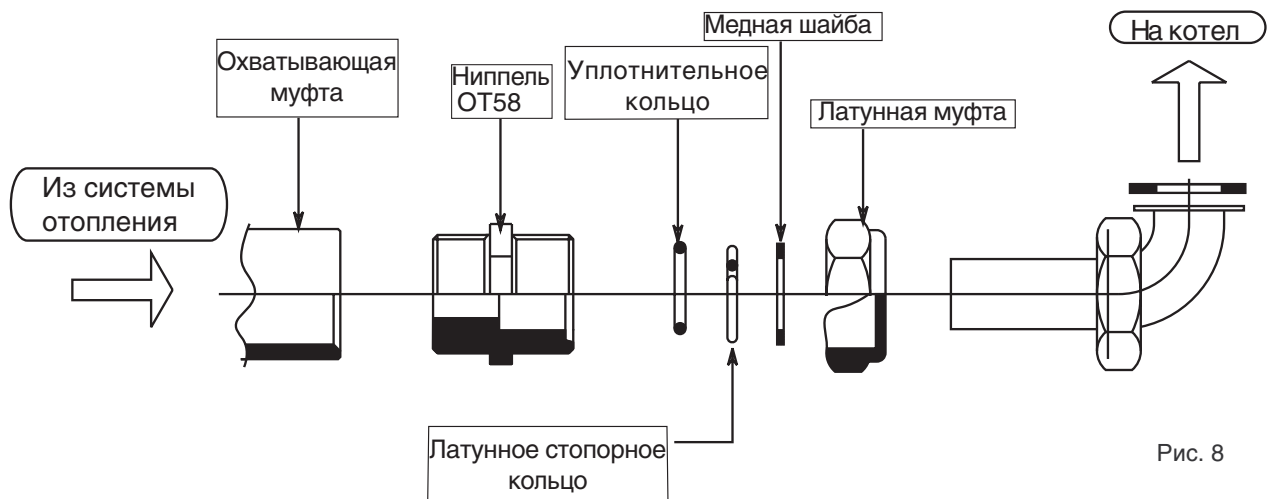 Медная шайба
На котел
Охватывающая
муфта
Ниппель
ОТ58
Уплотнительное
кольцо
Латунная муфта
Из системы
отопления
Латунное стопорное
кольцо
Рис. 8